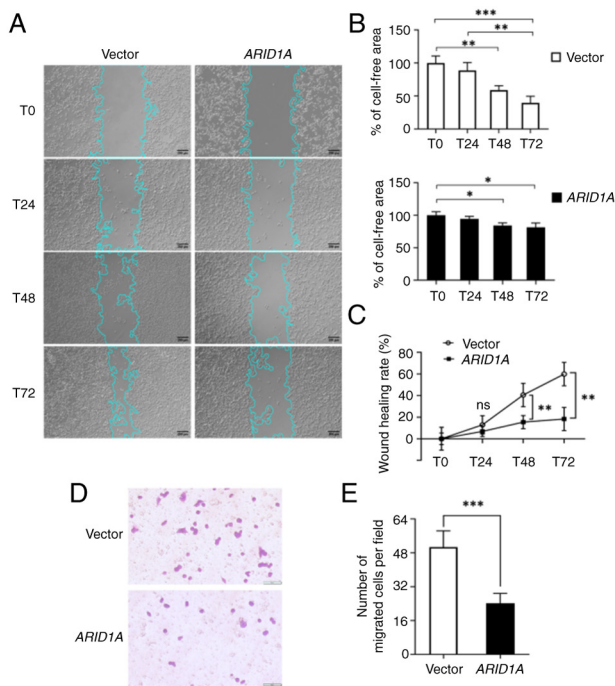 A
Vector
ARID1A
T0
T24
T48
T72
B
***
**
**
% of cell-free area
150
100
50
0
T0 T24 T48 T72
Vector
*
*
% of cell-free area
150
100
50
0
T0 T24 T48 T72
ARID1A
C
Vector
ARID1A
Wound healing rate (%)
60
40
20
0
ns
**
**
T0 T24 T48 T72
D
Vector
ARID1A
E
***
Number of
migrated cells per field
64
48
32
16
0
Vector
ARID1A